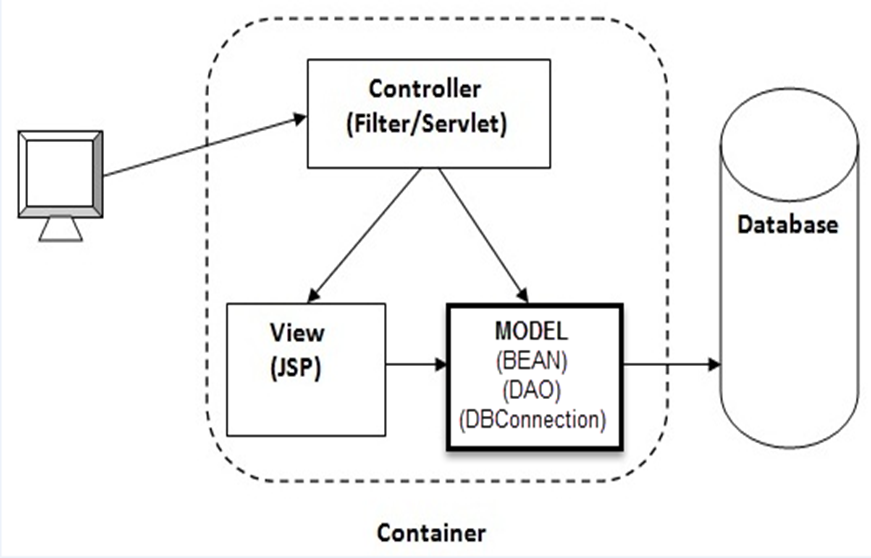 Controller
(Filter/Servlet)
Database
View
(JSP)
MODEL
(BEAN)
(DAO)
(DBConnection)
Container